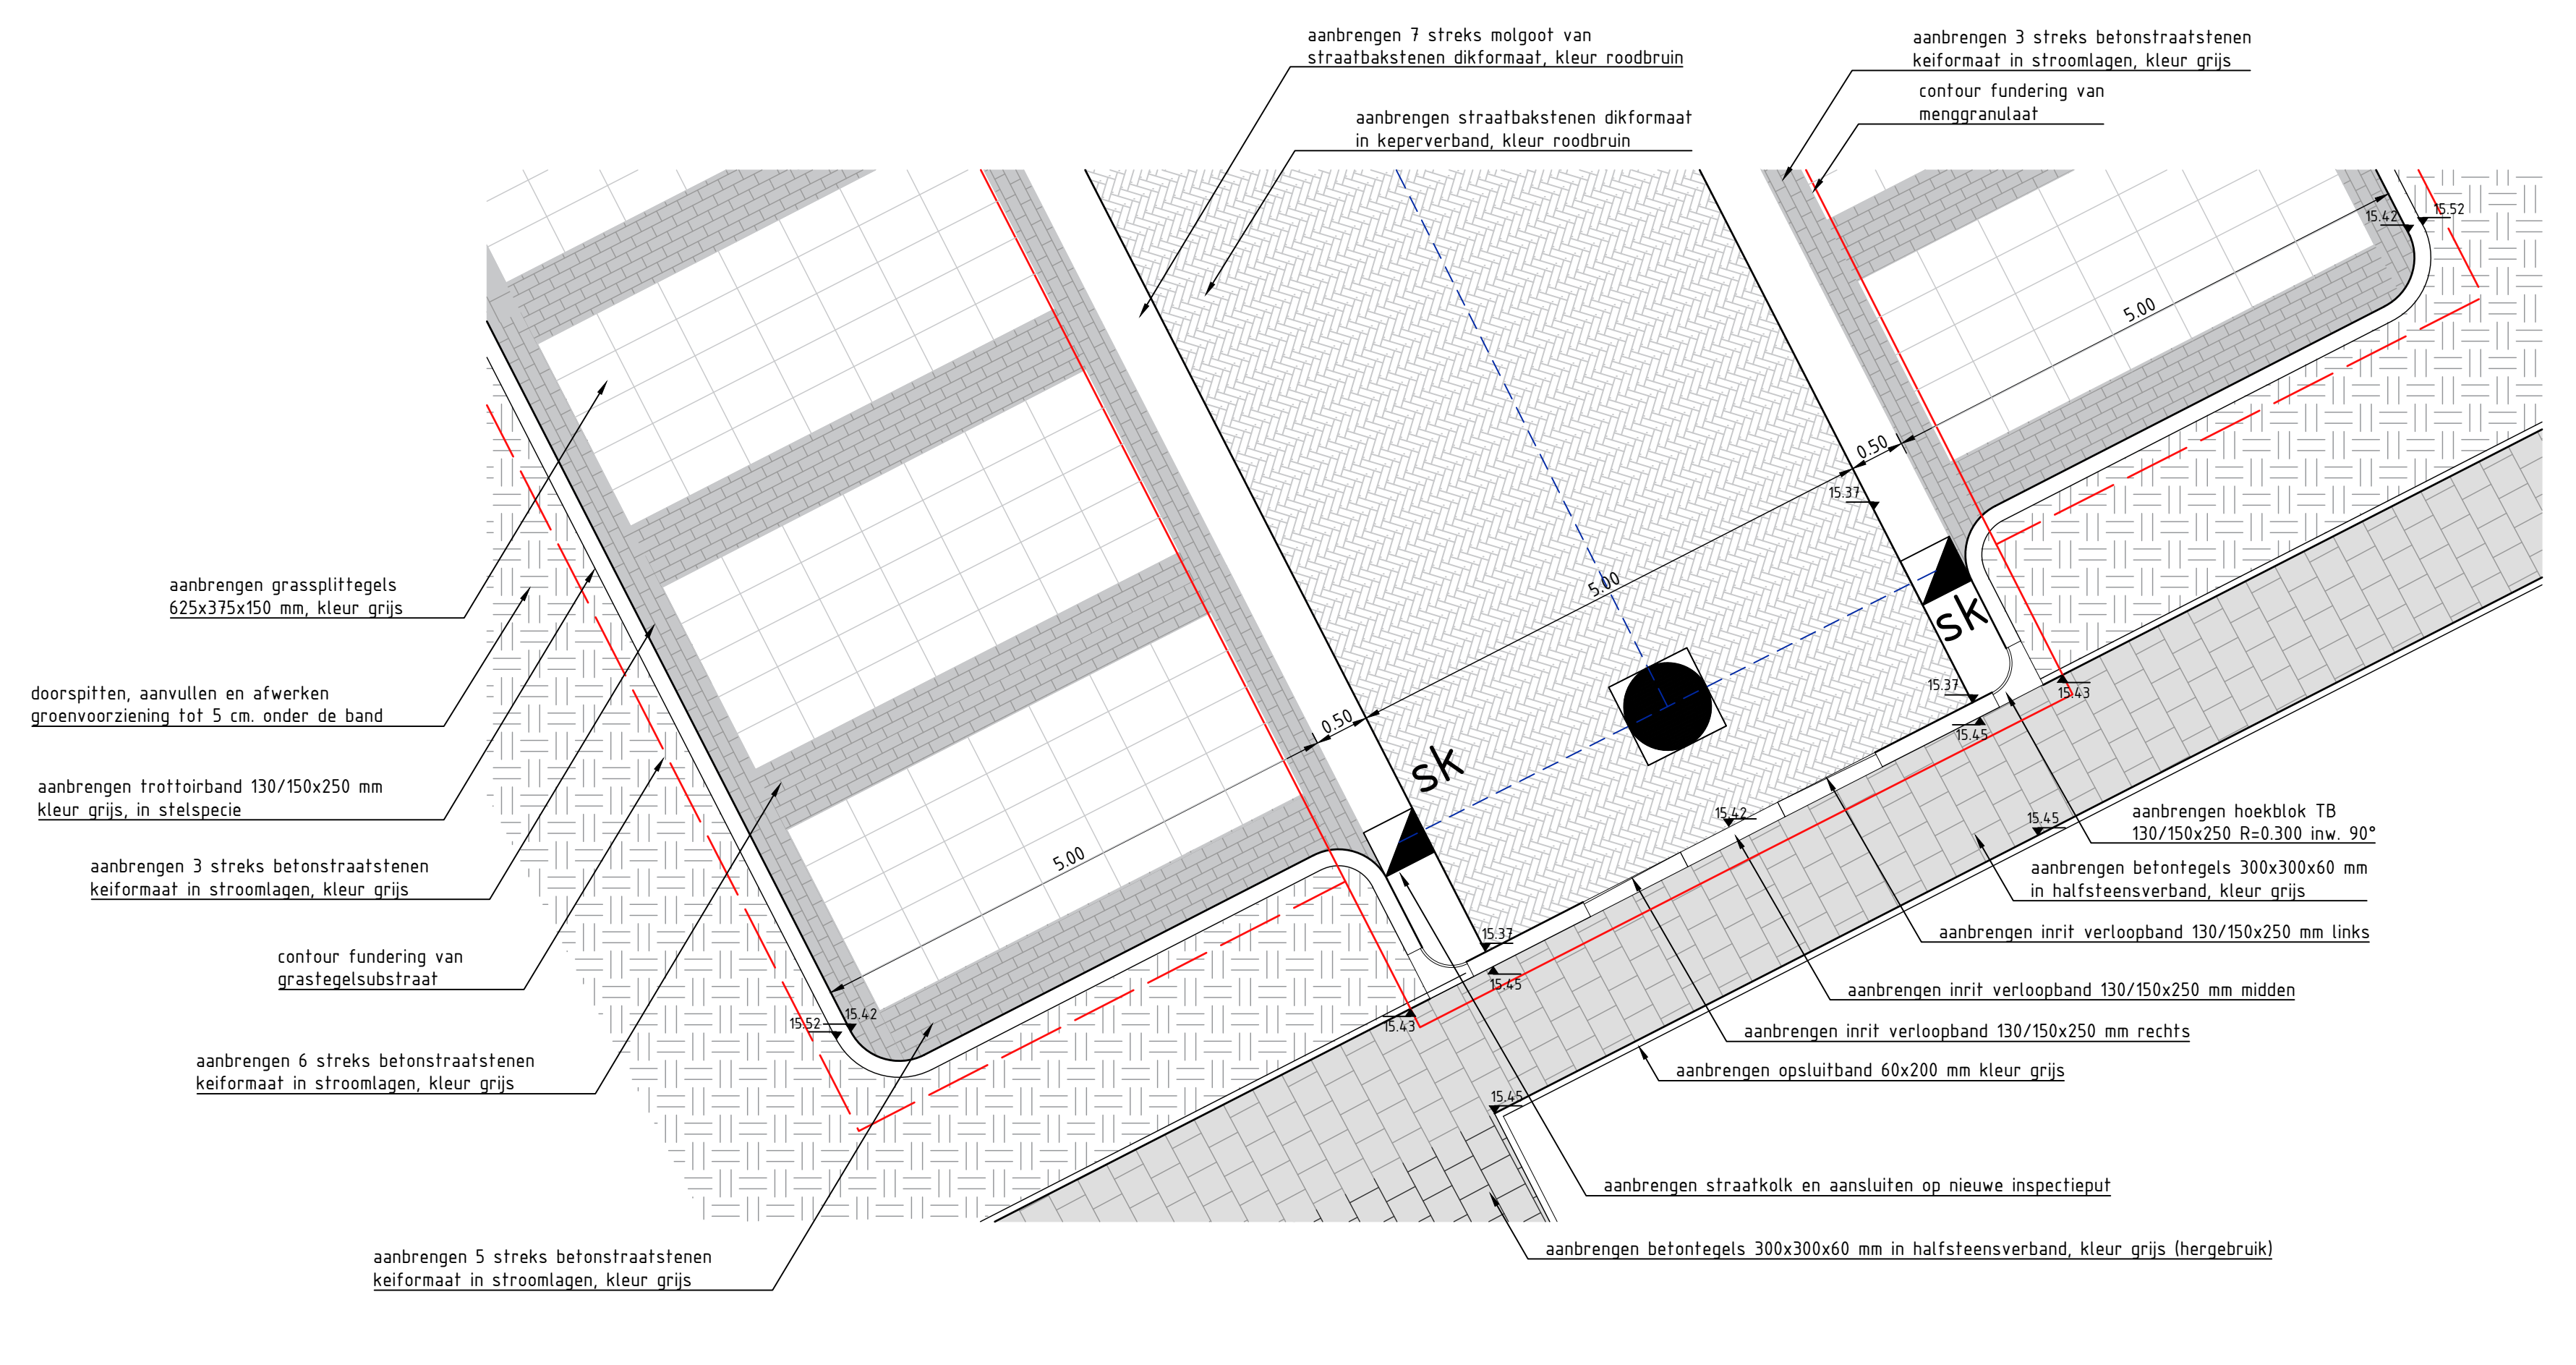 aanbrengen 7 streks molgoot van
straatbakstenen dikformaat, kleur roodbruin
aanbrengen straatbakstenen dikformaat
in keperverband, kleur roodbruin
aanbrengen 3 streks betonstraatstenen
keiformaat in stroomlagen, kleur grijs
contour fundering van
menggranulaat
15.42
15.52
5.00
0.50
15.37
5.00
sk
15.37
15.43
15.45
0.50
sk
15.42
15.45
5.00
15.37
15.45
15.43
15.52
15.42
15.45
aanbrengen grassplittegels
625x375x150 mm, kleur grijs
doorspitten, aanvullen en afwerken
groenvoorziening tot 5 cm. onder de band
aanbrengen trottoirband 130/150x250 mm
kleur grijs, in stelspecie
aanbrengen 3 streks betonstraatstenen
keiformaat in stroomlagen, kleur grijs
contour fundering van
grastegelsubstraat
aanbrengen 6 streks betonstraatstenen
keiformaat in stroomlagen, kleur grijs
aanbrengen 5 streks betonstraatstenen
keiformaat in stroomlagen, kleur grijs
aanbrengen hoekblok TB
130/150x250 R=0.300 inw. 90°
aanbrengen betontegels 300x300x60 mm
in halfsteensverband, kleur grijs
aanbrengen inrit verloopband 130/150x250 mm links
aanbrengen inrit verloopband 130/150x250 mm midden
aanbrengen inrit verloopband 130/150x250 mm rechts
aanbrengen opsluitband 60x200 mm kleur grijs
aanbrengen straatkolk en aansluiten op nieuwe inspectieput
aanbrengen betontegels 300x300x60 mm in halfsteensverband, kleur grijs (hergebruik)